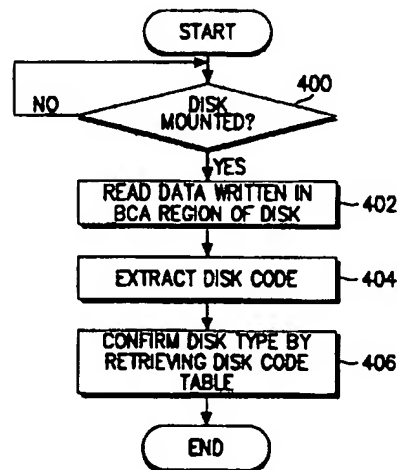 START
400
DISK
MOUNTED?
NO
YES
READ DATA WRITTEN IN
BCA REGION OF DISK
402
EXTRACT DISK CODE
404
CONFIRM DISK TYPE BY
RETRIEVING DISK CODE
TABLE
406
END